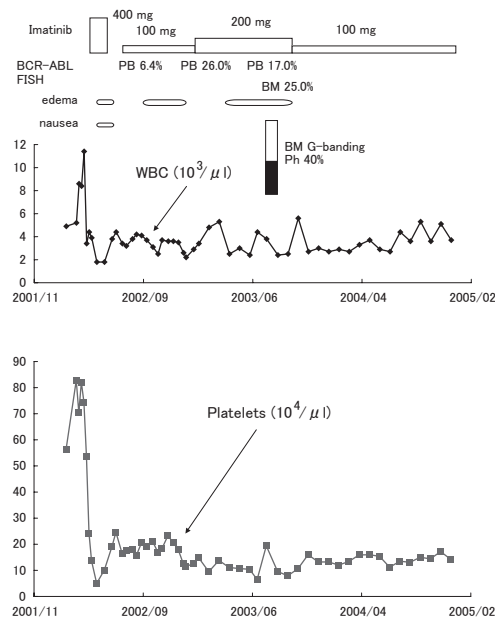 400 mg
Imatinib
100 mg
200 mg
100 mg
BCR-ABL FISH
PB 6.4%
PB 26.0%
PB 17.0%
BM 25.0%
edema
nausea
BM G-banding
Ph 40%
WBC (10³/μl)
12
10
8
6
4
2
0
2001/11 2002/09 2003/06 2004/04 2005/02
Platelets (10⁴/μl)
90
80
70
60
50
40
30
20
10
0
2001/11 2002/09 2003/06 2004/04 2005/02